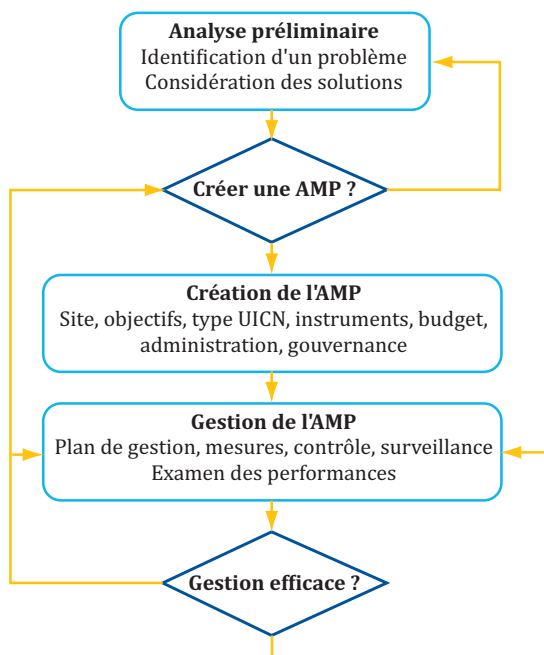 Analyse préliminaire
Identification d'un problème
Considération des solutions
Créer une AMP ?
Création de l'AMP
Site, objectifs, type UICN, instruments, budget,
administration, gouvernance
Gestion de l'AMP
Plan de gestion, mesures, contrôle, surveillance
Examen des performances
Gestion efficace ?